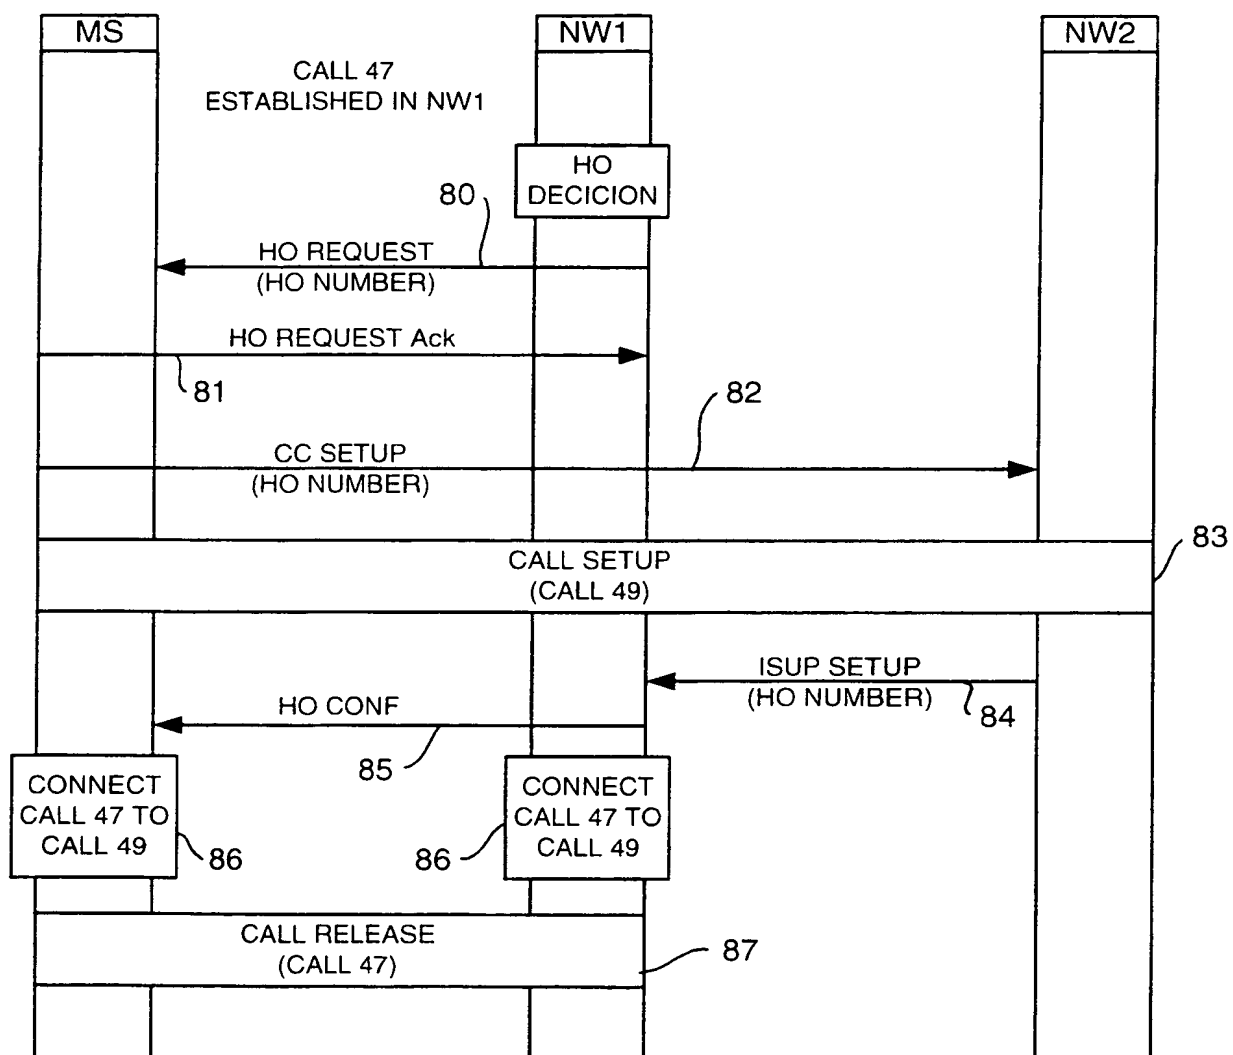 MS
NW1
NW2
CALL 47
ESTABLISHED IN NW1
HO
DECICION
80
HO REQUEST
(HO NUMBER)
HO REQUEST Ack
81
82
CC SETUP
(HO NUMBER)
83
CALL SETUP
(CALL 49)
ISUP SETUP
(HO NUMBER)
84
HO CONF
85
CONNECT
CALL 47 TO
CALL 49
86
86
CONNECT
CALL 47 TO
CALL 49
CALL RELEASE
(CALL 47)
87